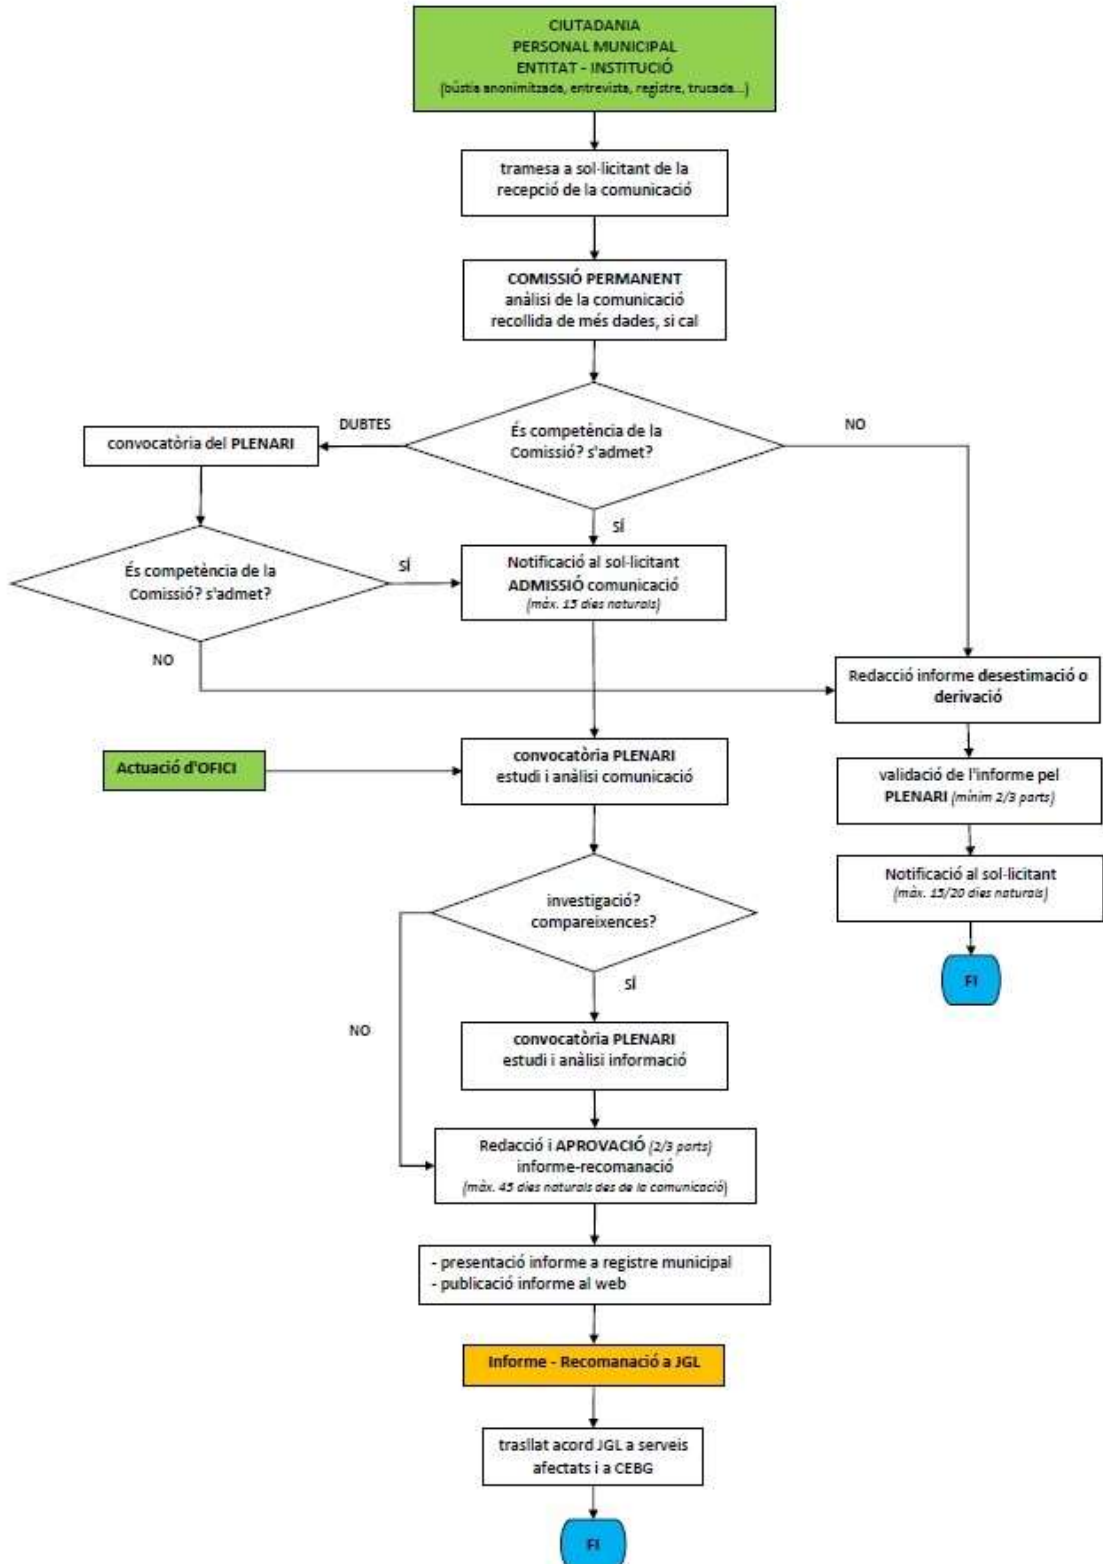 CIUTADANIA
PERSONAL MUNICIPAL
ENTITAT - INSTITUCIÓ
(bústia anonimitzada, entrevista, registre, trucada...)
tramesa a sol·licitant de la
recepció de la comunicació
COMISSIÓ PERMANENT
anàlisi de la comunicació
recollida de més dades, si cal
És competència de la
Comissió? s'admet?
DUBTES
NO
SÍ
convocatòria del PLENARI
És competència de la
Comissió? s'admet?
SÍ
NO
Notificació al sol·licitant
ADMISSIÓ comunicació
(màx. 15 dies naturals)
Redacció informe desestimació o
derivació
Actuació d'OFICI
convocatòria PLENARI
estudi i anàlisi comunicació
validació de l'informe pel
PLENARI (mínim 2/3 parts)
Notificació al sol·licitant
(màx. 15/20 dies naturals)
FI
investigació?
compareixences?
SÍ
NO
convocatòria PLENARI
estudi i anàlisi informació
Redacció i APROVACIÓ (2/3 parts)
informe-recomanació
(màx. 45 dies naturals des de la comunicació)
- presentació informe a registre municipal
- publicació informe al web
Informe - Recomanació a JGL
trasllat acord JGL a serveis
afectats i a CEBG
FI